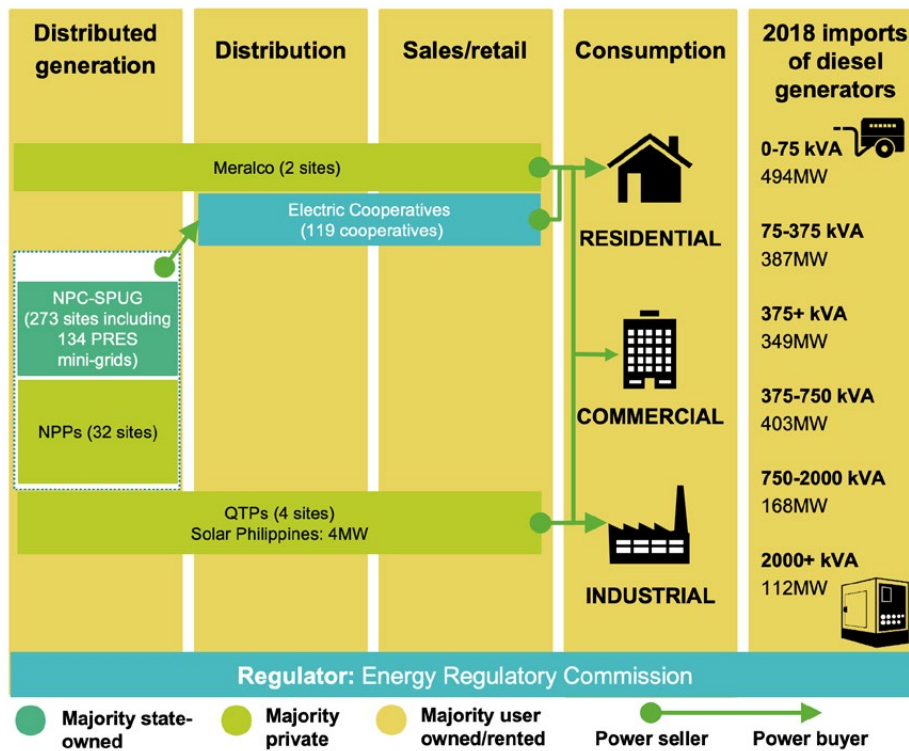 Distributed
generation
Distribution
Sales/retail
Consumption
2018 imports
of diesel
generators
Meralco (2 sites)
Electric Cooperatives
(119 cooperatives)
NPC-SPUG
(273 sites including
134 PRES
mini-grids)
NPPs (32 sites)
QTPs (4 sites)
Solar Philippines: 4MW
RESIDENTIAL
COMMERCIAL
INDUSTRIAL
0-75 kVA
494MW
75-375 kVA
387MW
375+ kVA
349MW
375-750 kVA
403MW
750-2000 kVA
168MW
2000+ kVA
112MW
Regulator: Energy Regulatory Commission
Majority state-
owned
Majority
private
Majority user
owned/rented
Power seller
Power buyer